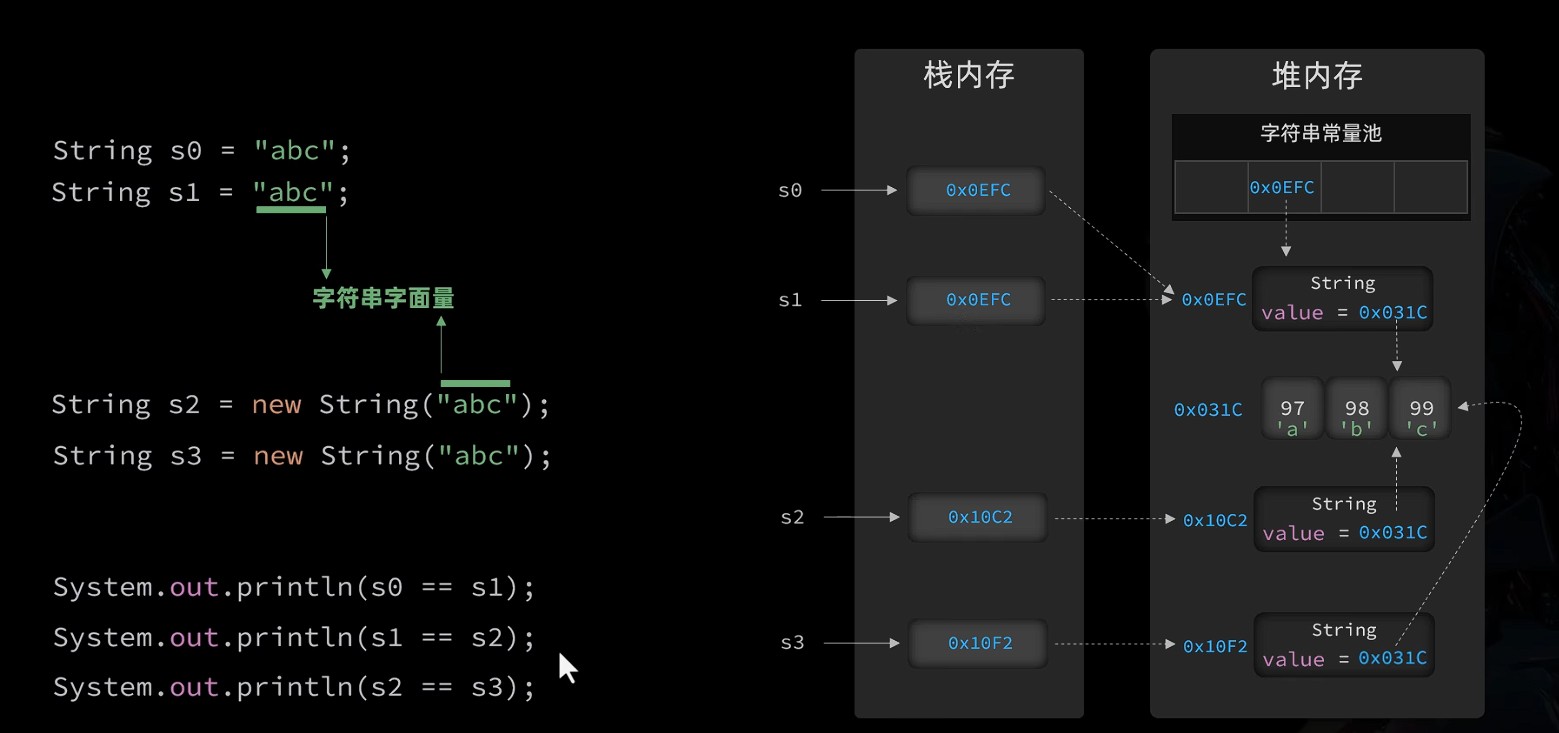 String s0 = "abc";
String s1 = "abc";
字符串字面量
String s2 = new String("abc");
String s3 = new String("abc");
System.out.println(s0 == s1);
System.out.println(s1 == s2);
System.out.println(s2 == s3);
栈内存
s0
0x0EFC
s1
0x0EFC
s2
0x10C2
s3
0x10F2
堆内存
字符串常量池
0x0EFC
0x0EFC
String
value = 0x031C
0x031C
97 98 99
'a' 'b' 'c'
0x10C2
String
value = 0x031C
0x10F2
String
value = 0x031C